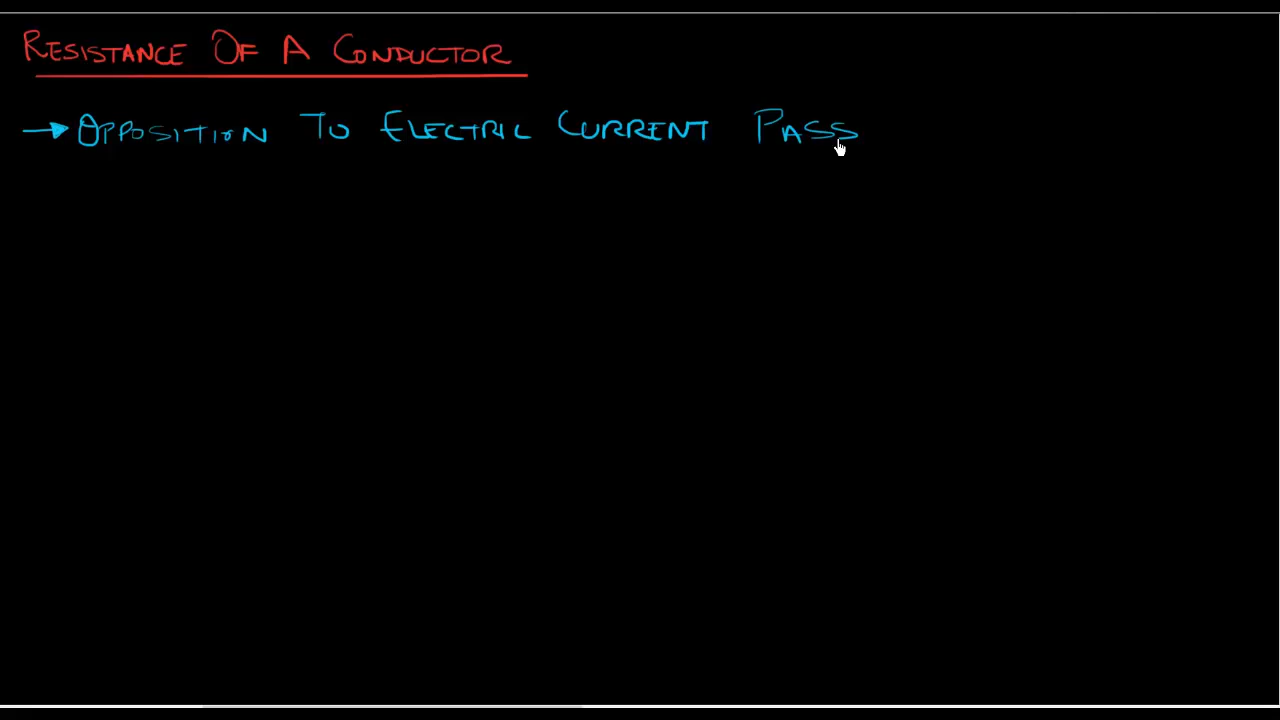 RESISTANCE OF A CONDUCTOR
→ OPPOSITION TO ELECTRIC CURRENT PASS